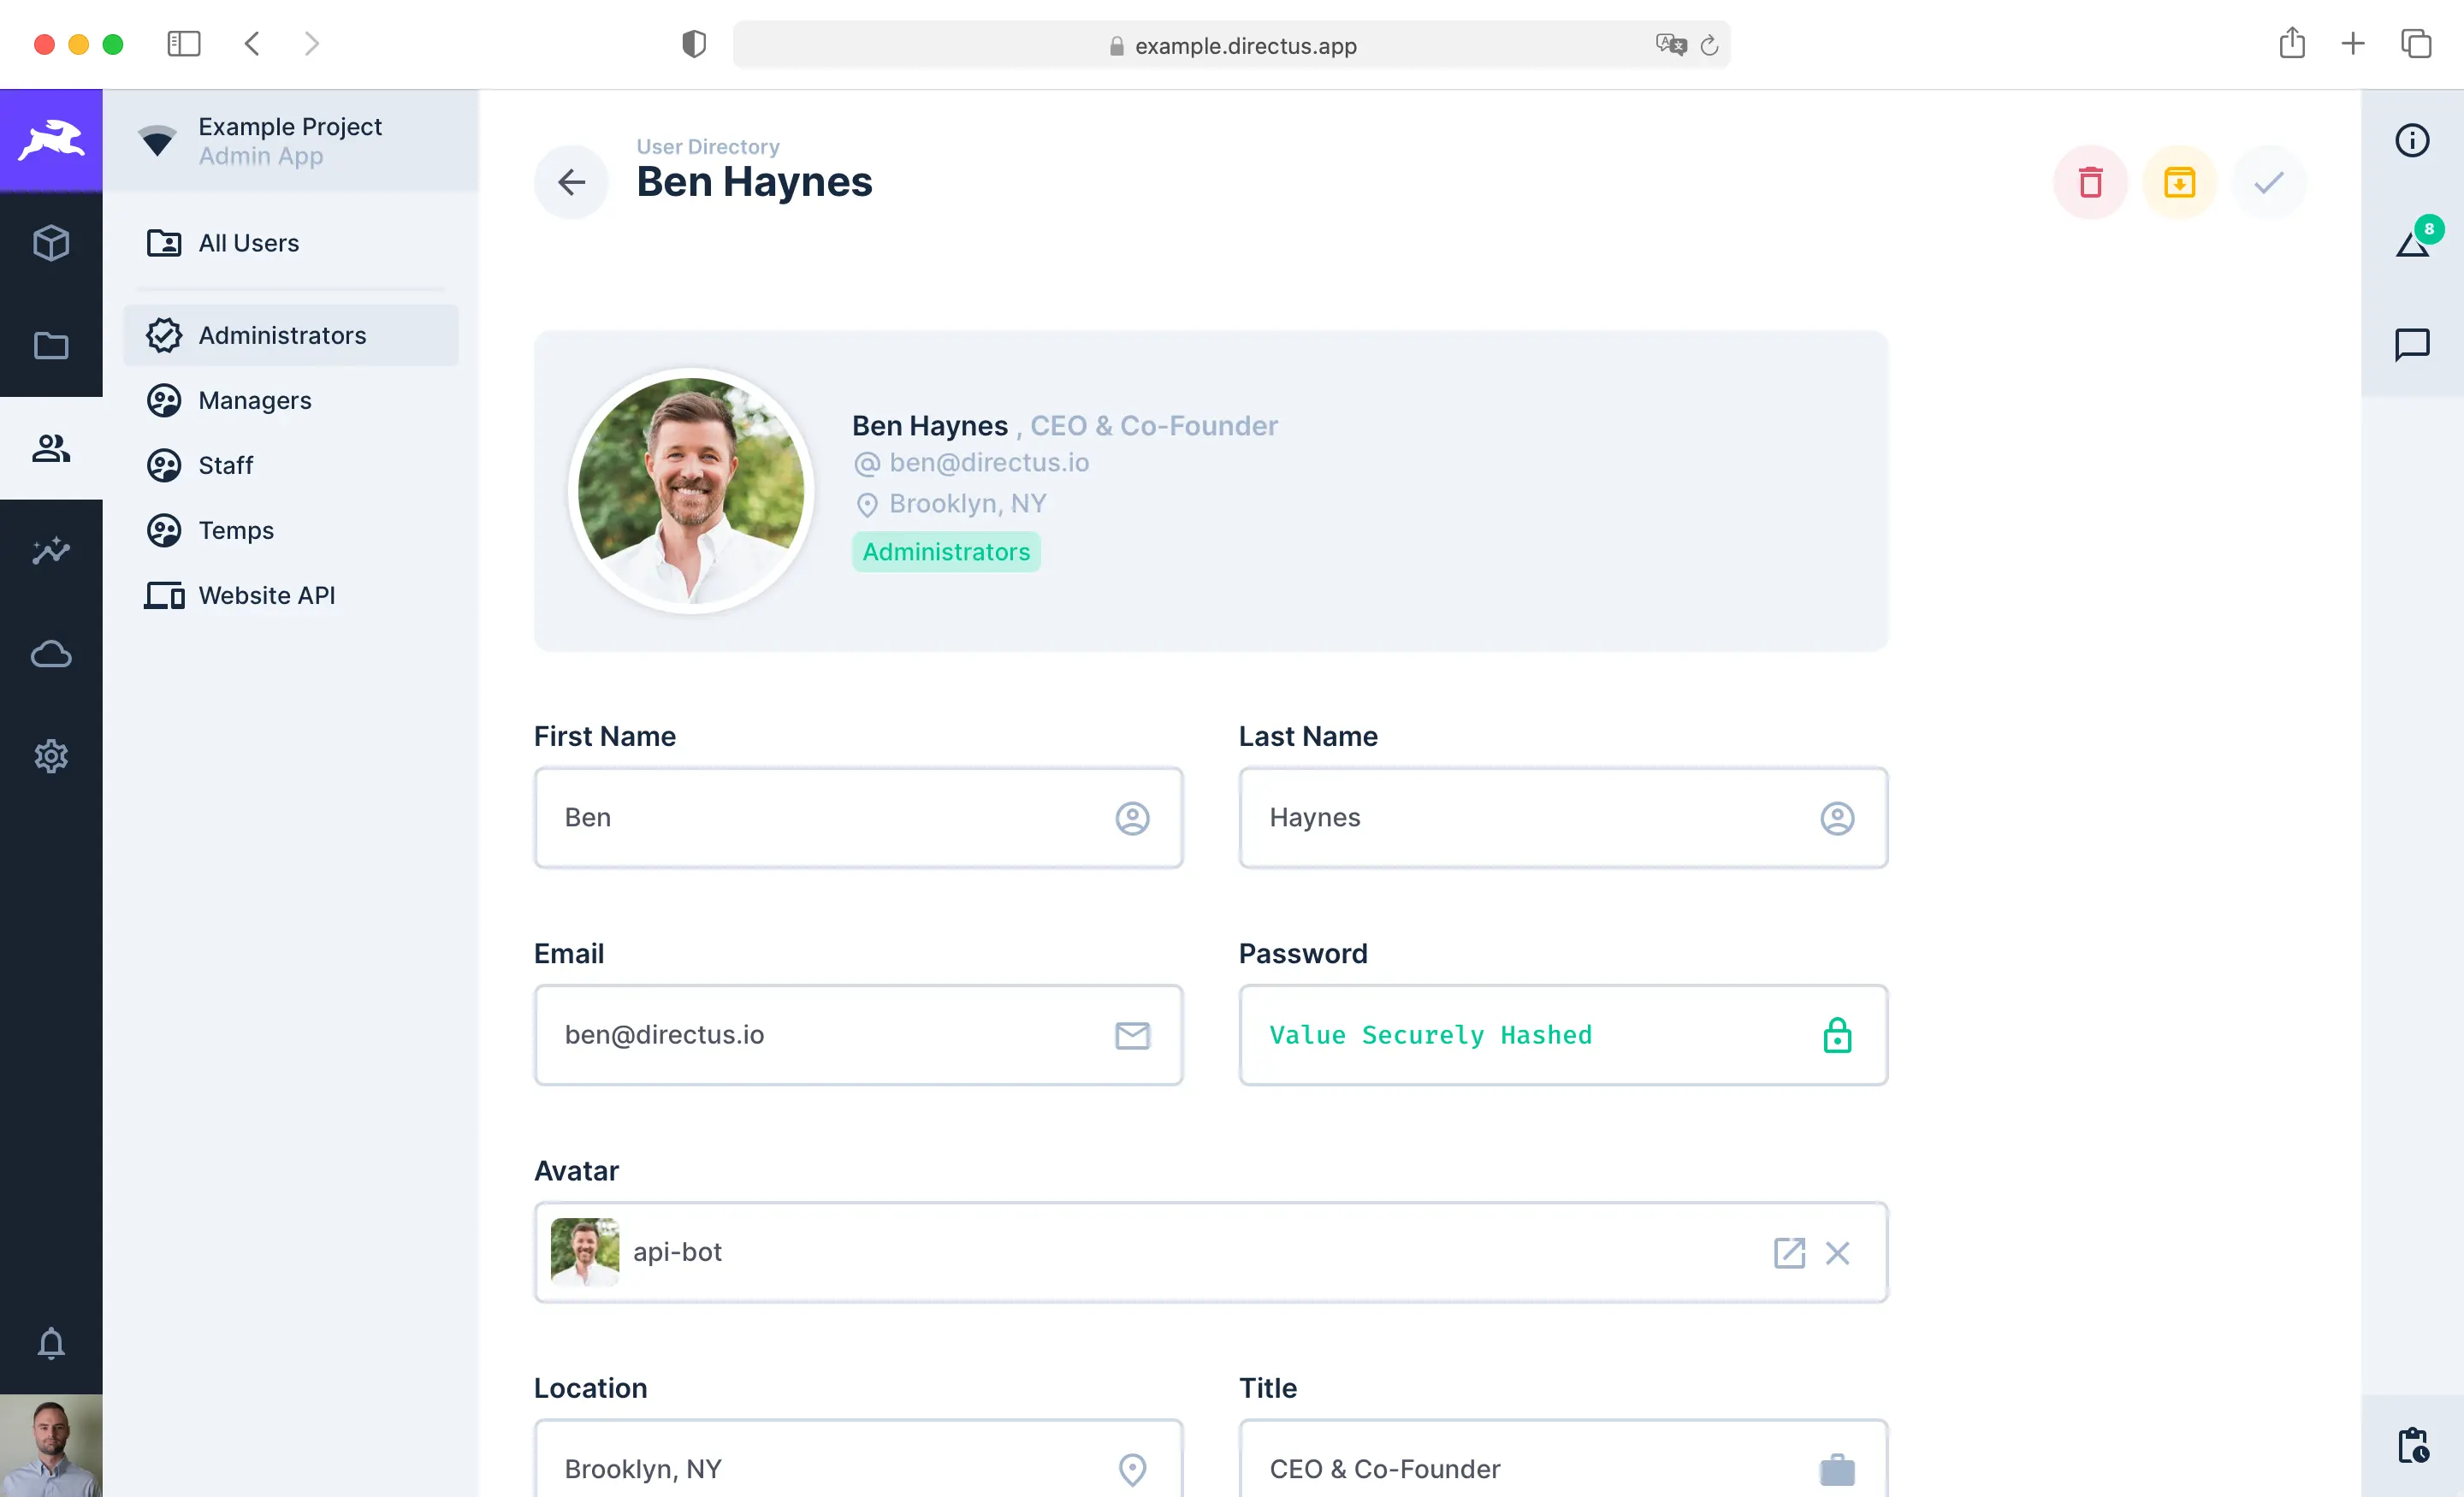 example.directus.app
Example Project
Admin App
All Users
Administrators
Managers
Staff
Temps
Website API
User Directory
Ben Haynes
8
Ben Haynes , CEO & Co-Founder
ben@directus.io
Brooklyn, NY
Administrators
First Name
Last Name
Ben
Haynes
Email
Password
ben@directus.io
Value Securely Hashed
Avatar
api-bot
Location
Title
Brooklyn, NY
CEO & Co-Founder